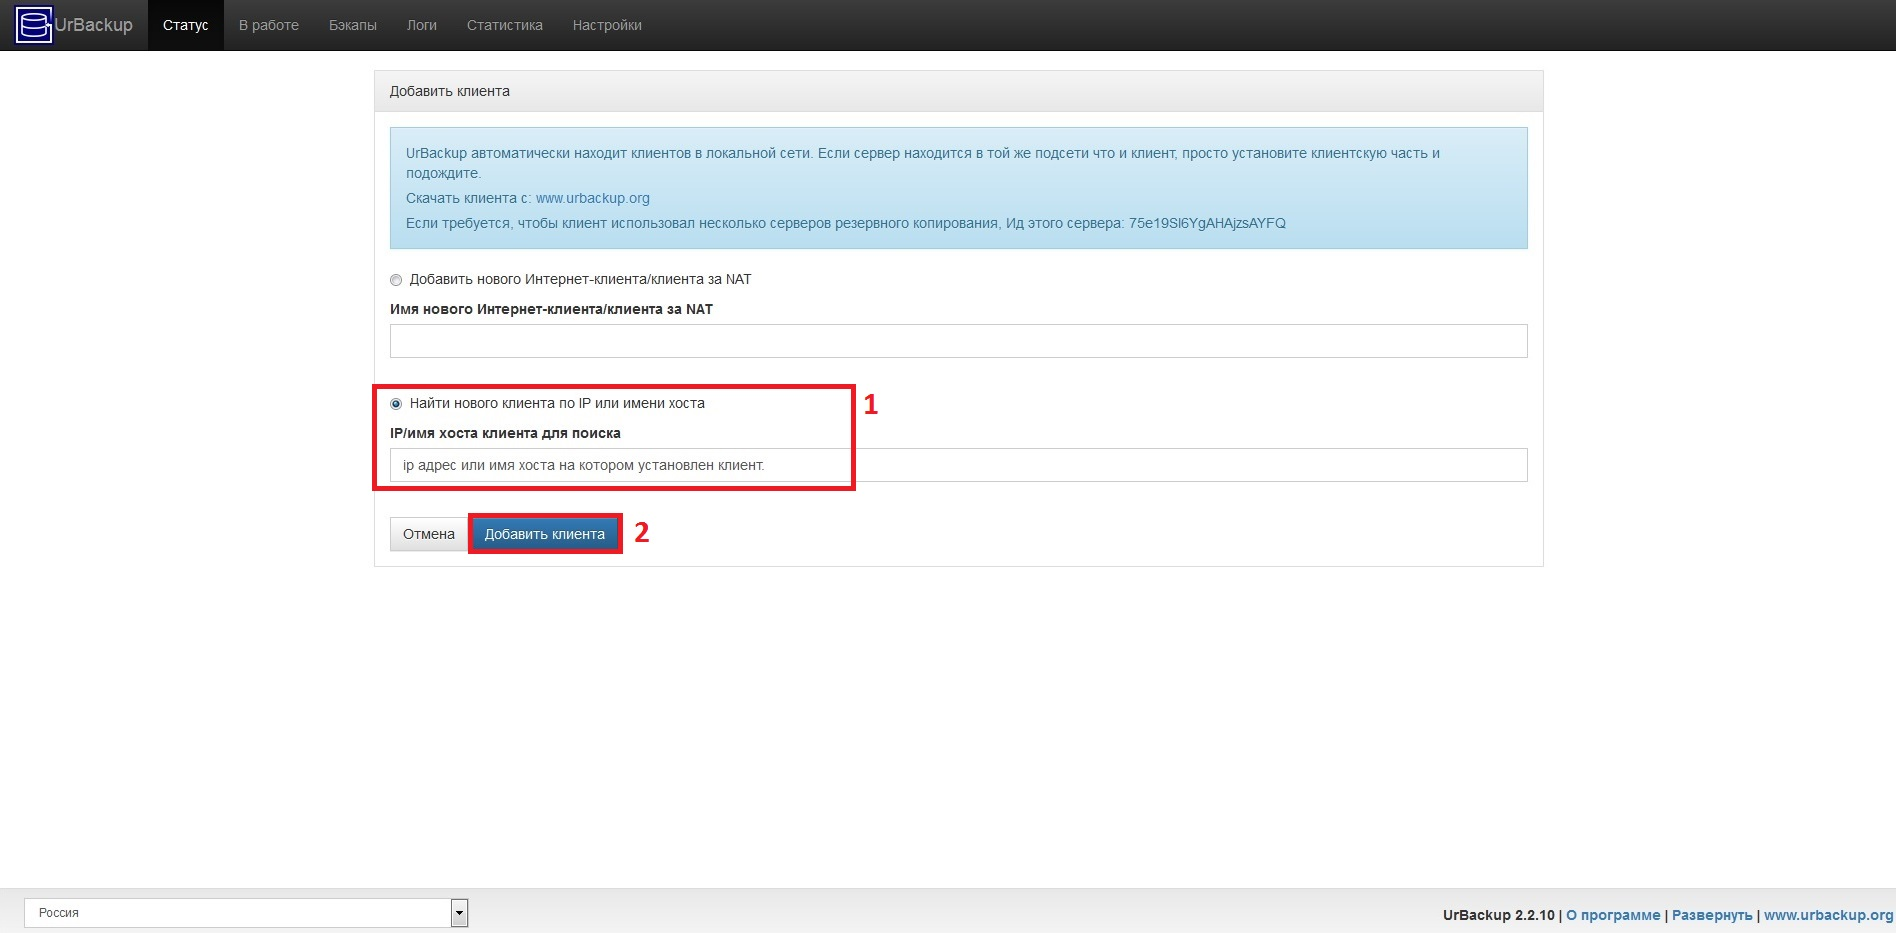 UrBackup Статус В работе Бэкапы Логи Статистика Настройки
Добавить клиента
UrBackup автоматически находит клиентов в локальной сети. Если сервер находится в той же подсети что и клиент, просто установите клиентскую часть и
подождите.
Скачать клиента с: www.urbackup.org
Если требуется, чтобы клиент использовал несколько серверов резервного копирования, Ид этого сервера: 75e19Sl6YgAHAjzsAYFQ
Добавить нового Интернет-клиента/клиента за NAT
Имя нового Интернет-клиента/клиента за NAT
Найти нового клиента по IP или имени хоста 1
IP/имя хоста клиента для поиска
ip адрес или имя хоста на котором установлен клиент.
Отмена Добавить клиента 2
Россия
UrBackup 2.2.10 | О программе | Развернуть | www.urbackup.org